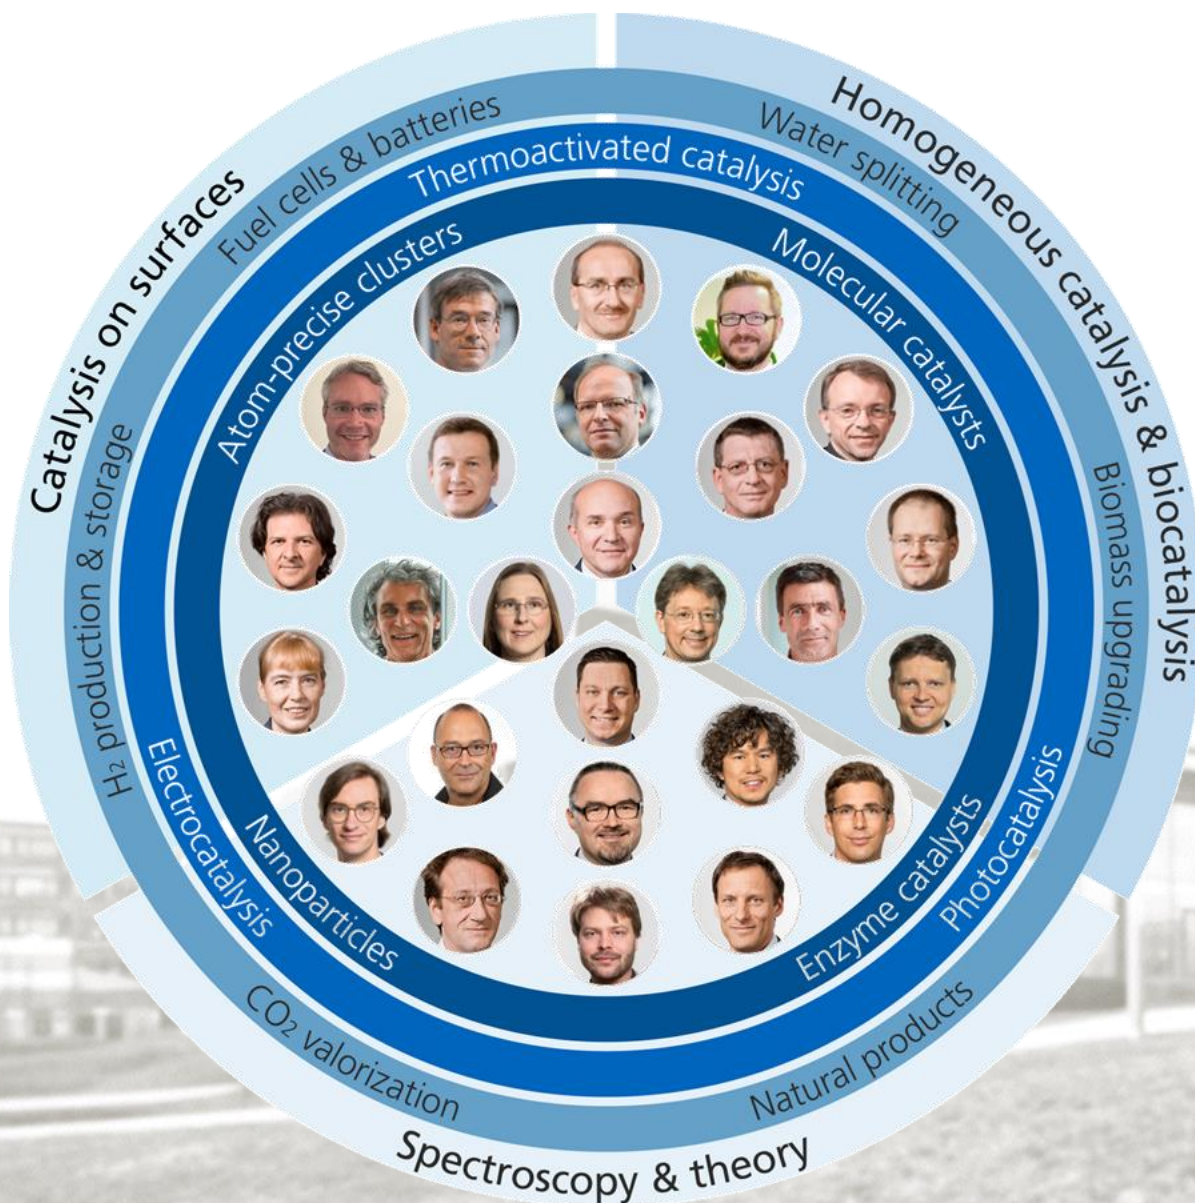 Catalysis on surfaces
Homogeneous catalysis & biocatalysis
Spectroscopy & theory
Fuel cells & batteries
Water splitting
H₂ production & storage
Biomass upgrading
CO₂ valorization
Natural products
Thermoactivated catalysis
Electrocatalysis
Photocatalysis
Atom-precise clusters
Molecular catalysts
Nanoparticles
Enzyme catalysts